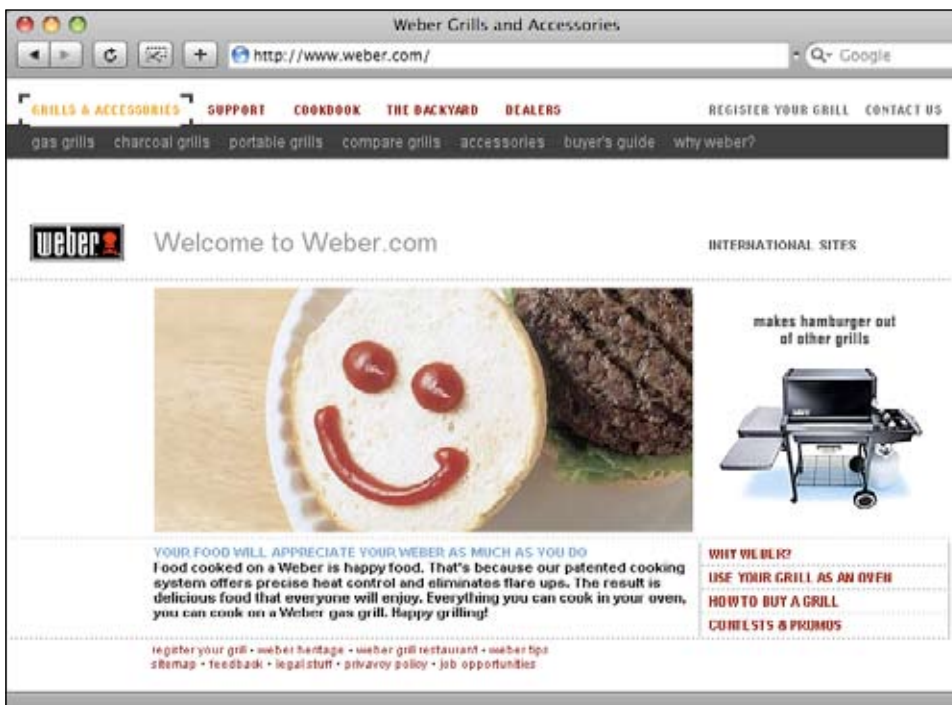 Weber Grills and Accessories
http://www.weber.com/
Google
GRILLS & ACCESSORIES SUPPORT COOKBOOK THE BACKYARD DEALERS REGISTER YOUR GRILL CONTACT US
gas grills charcoal grills portable grills compare grills accessories buyer's guide why weber?
weber
Welcome to Weber.com
INTERNATIONAL SITES
makes hamburger out
of other grills
YOUR FOOD WILL APPRECIATE YOUR WEBER AS MUCH AS YOU DO
Food cooked on a Weber is happy food. That's because our patented cooking
system offers precise heat control and eliminates flare ups. The result is
delicious food that everyone will enjoy. Everything you can cook in your oven,
you can cook on a Weber gas grill. Happy grilling!
WHY WEBER?
USE YOUR GRILL AS AN OVEN
HOW TO BUY A GRILL
CONTESTS & PROMOS
register your grill • weber heritage • weber grill restaurant • weber tips
sitemap • feedback • legal stuff • privavoy policy • job opportunities